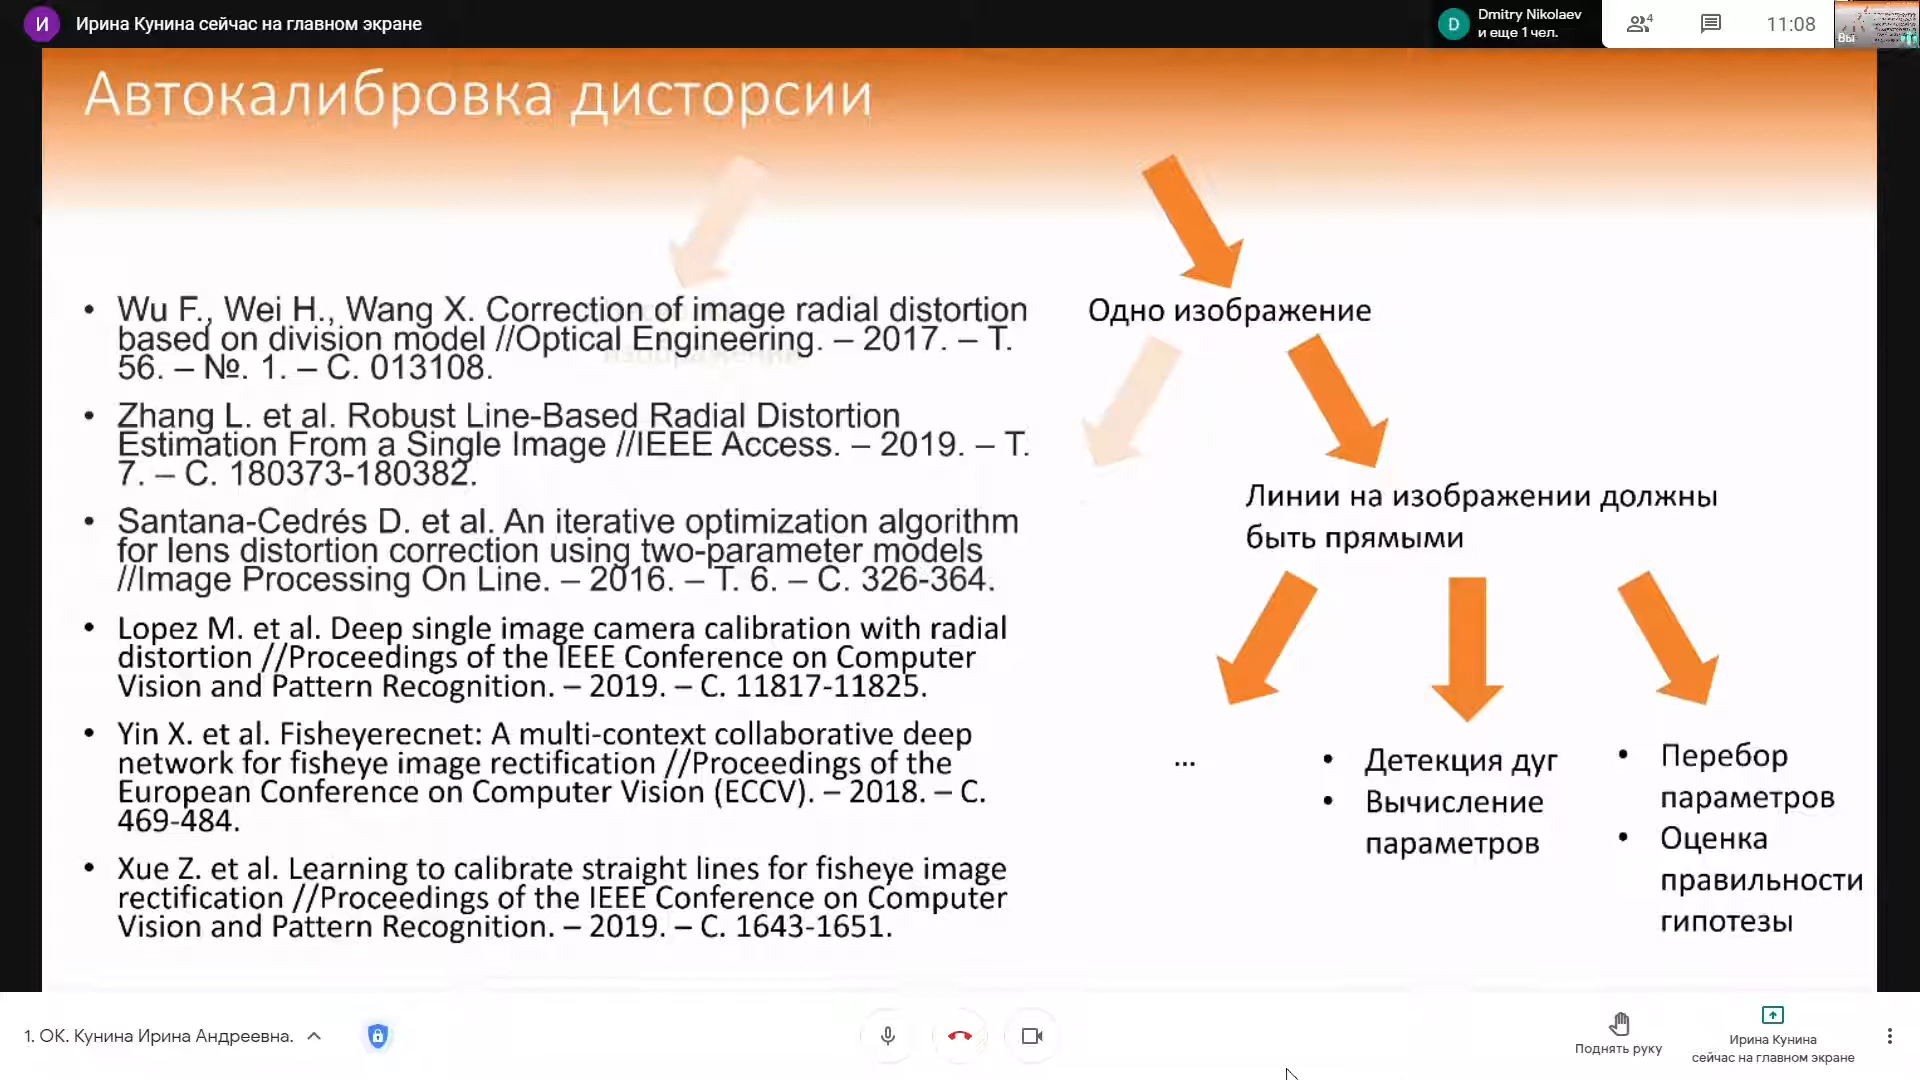 И
Ирина Кунина сейчас на главном экране
D
Dmitry Nikolaev
и еще 1 чел.
4
11:08
Вы
Автокалибровка дисторсии
• Wu F., Wei H., Wang X. Correction of image radial distortion
based on division model //Optical Engineering. – 2017. – Т.
56. – №. 1. – С. 013108.
• Zhang L. et al. Robust Line-Based Radial Distortion
Estimation From a Single Image //IEEE Access. – 2019. – Т.
7. – С. 180373-180382.
• Santana-Cedrés D. et al. An iterative optimization algorithm
for lens distortion correction using two-parameter models
//Image Processing On Line. – 2016. – Т. 6. – С. 326-364.
• Lopez M. et al. Deep single image camera calibration with radial
distortion //Proceedings of the IEEE Conference on Computer
Vision and Pattern Recognition. – 2019. – С. 11817-11825.
• Yin X. et al. Fisheyerecnet: A multi-context collaborative deep
network for fisheye image rectification //Proceedings of the
European Conference on Computer Vision (ECCV). – 2018. – С.
469-484.
• Xue Z. et al. Learning to calibrate straight lines for fisheye image
rectification //Proceedings of the IEEE Conference on Computer
Vision and Pattern Recognition. – 2019. – С. 1643-1651.
Одно изображение
Линии на изображении должны
быть прямыми
...
• Детекция дуг
• Вычисление
параметров
• Перебор
параметров
• Оценка
правильности
гипотезы
1. ОК. Кунина Ирина Андреевна.
Поднять руку
Ирина Кунина
сейчас на главном экране